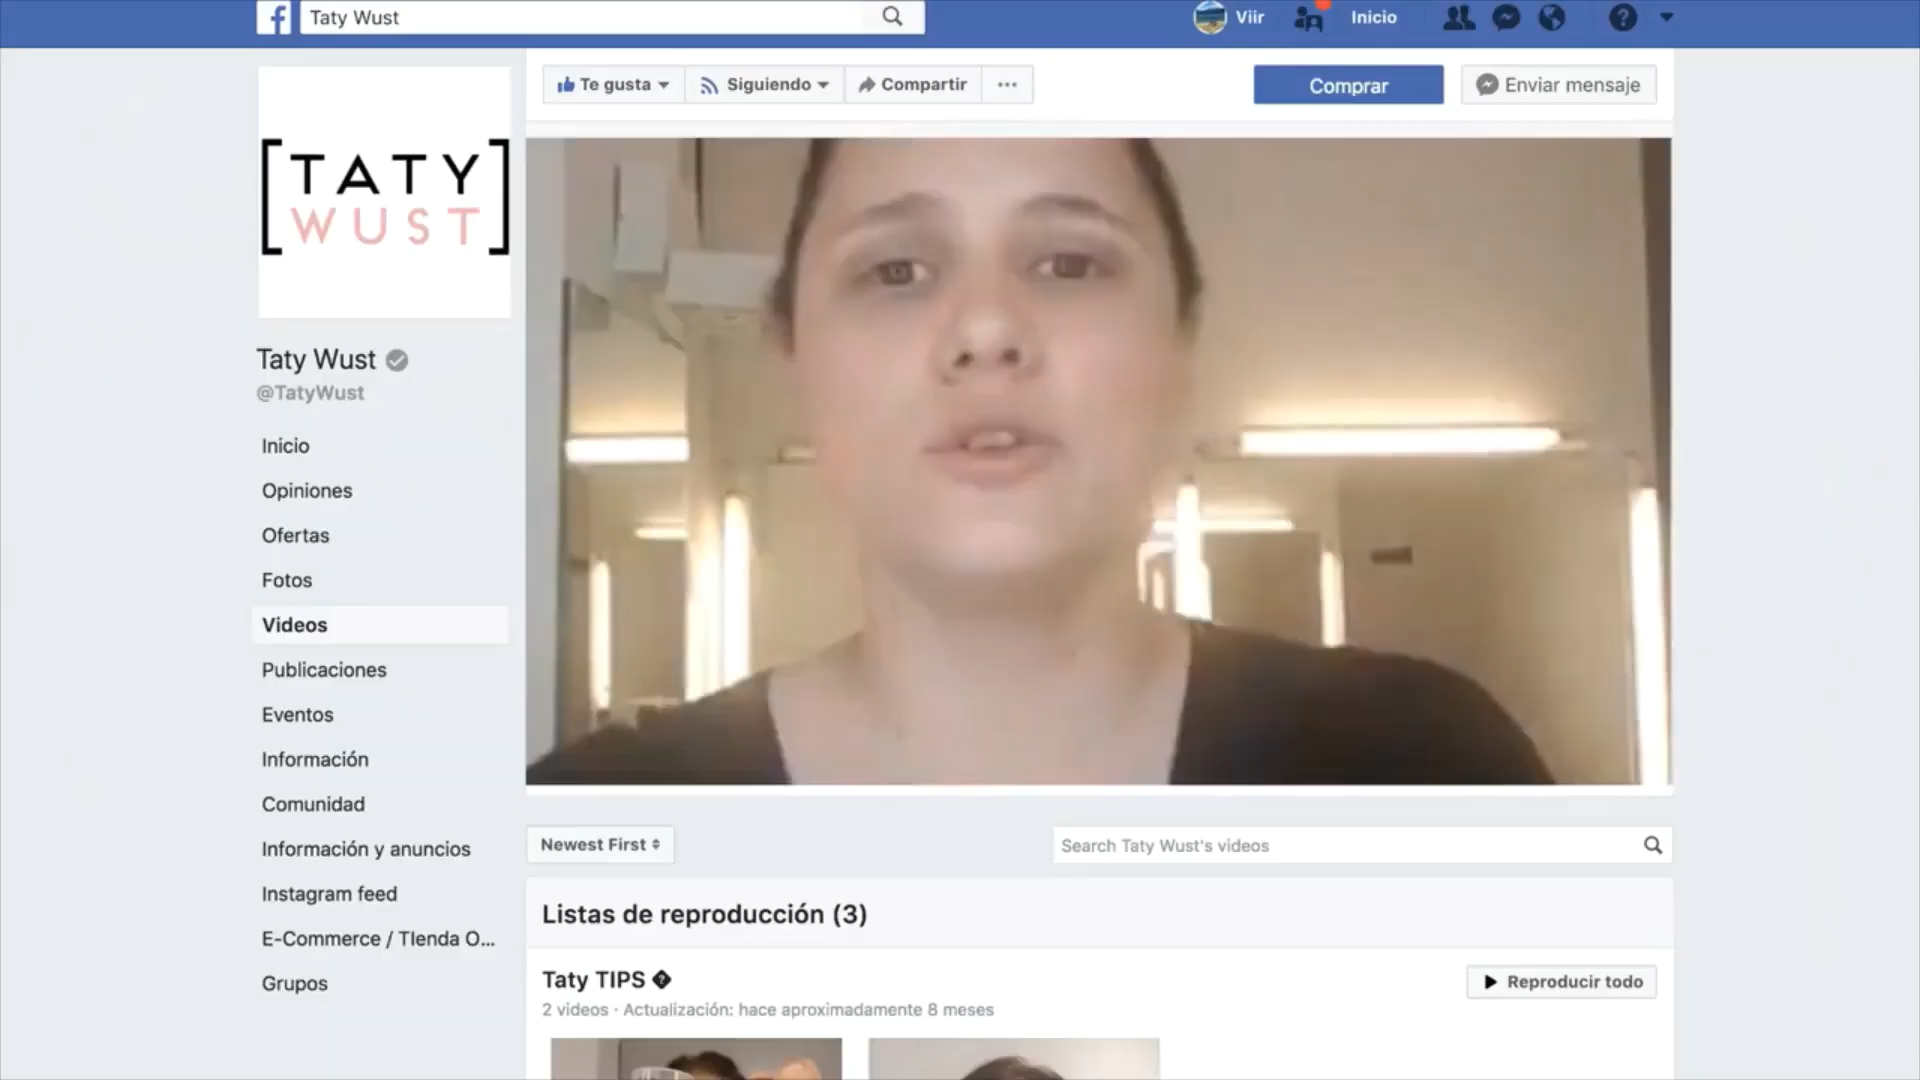 Taty Wust
Viir
Inicio
Te gusta
Siguiendo
Compartir
Comprar
Enviar mensaje
[TATY
WUST]
Taty Wust
@TatyWust
Inicio
Opiniones
Ofertas
Fotos
Videos
Publicaciones
Eventos
Información
Comunidad
Información y anuncios
Instagram feed
E-Commerce / TIenda O...
Grupos
Newest First
Search Taty Wust's videos
Listas de reproducción (3)
Taty TIPS
2 videos · Actualización: hace aproximadamente 8 meses
Reproducir todo